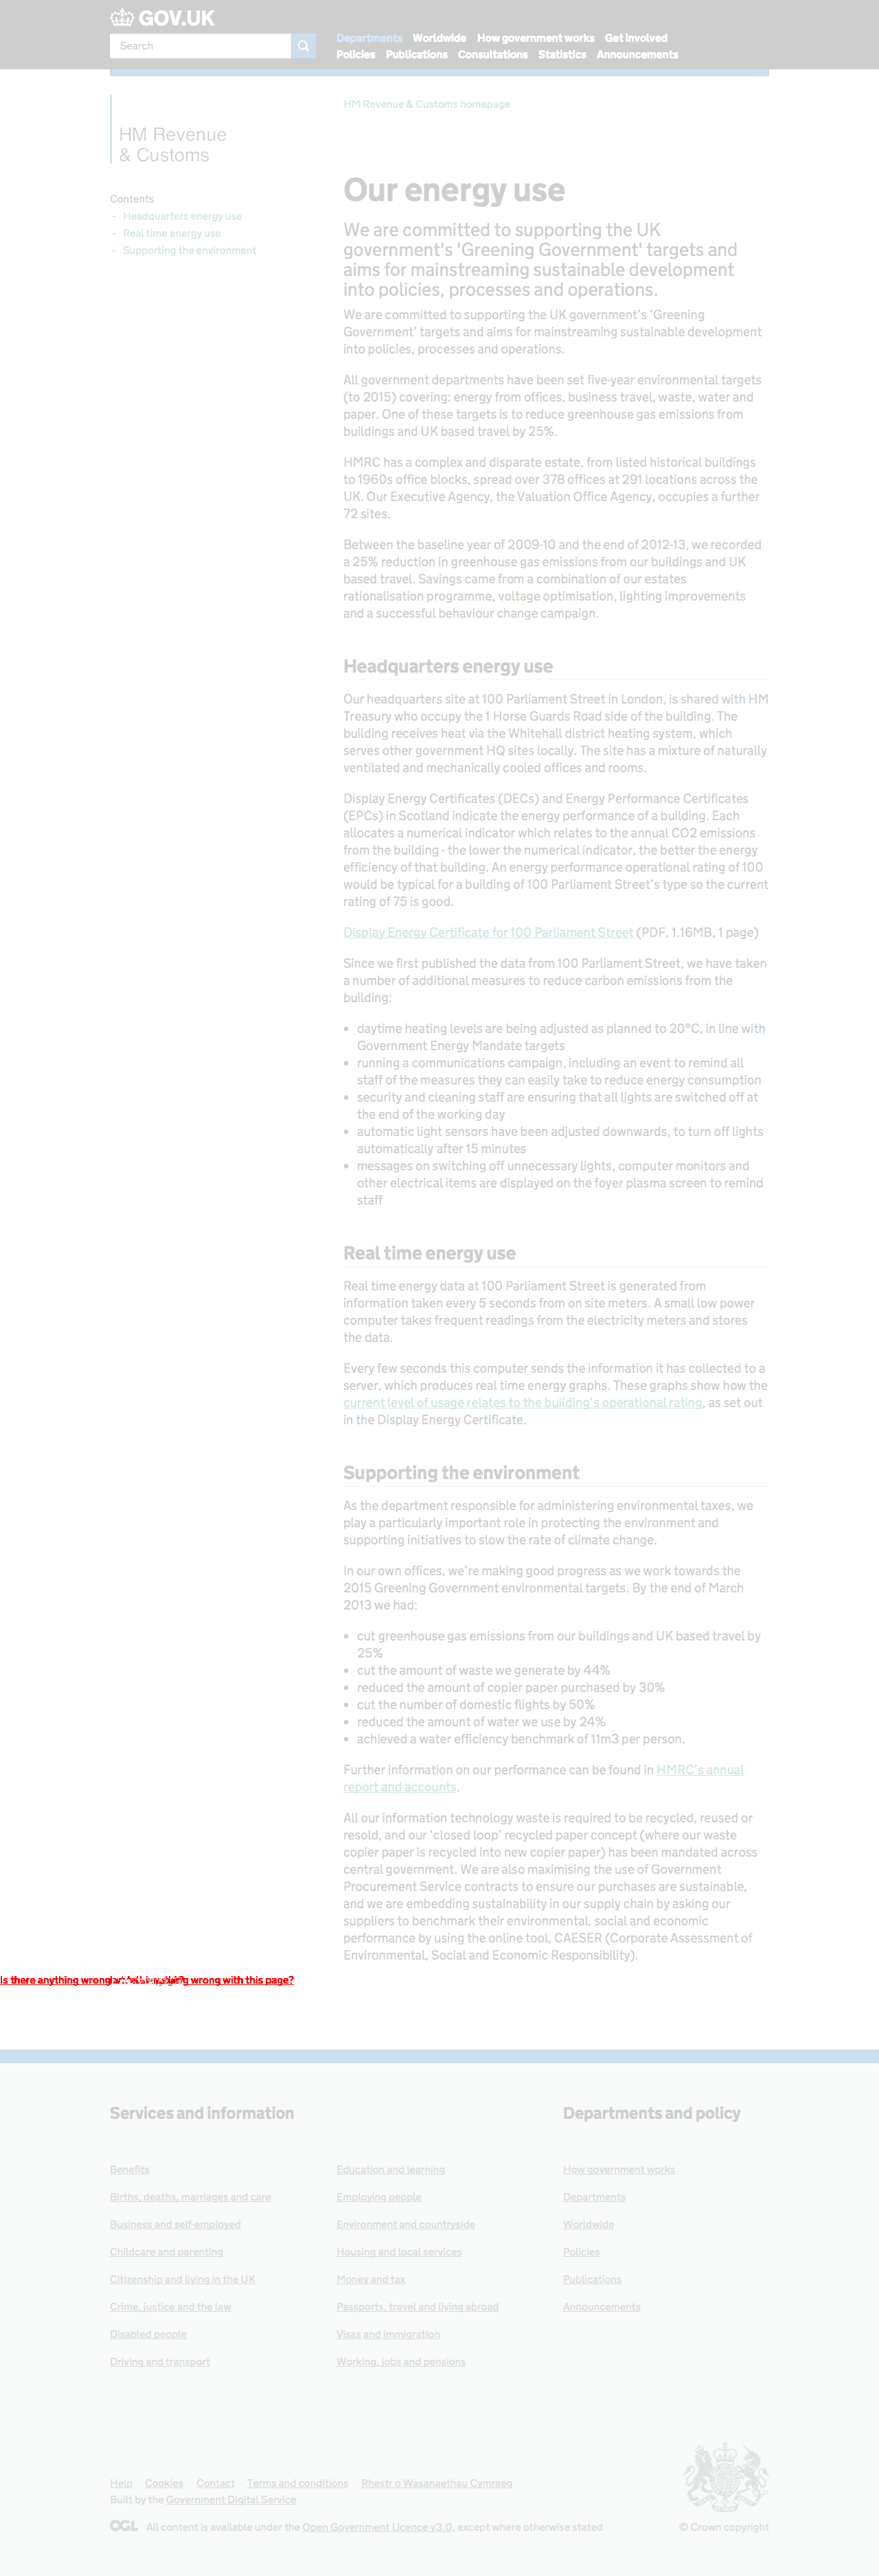 GOV.UK
Search
Departments Worldwide How government works Get involved
Policies Publications Consultations Statistics Announcements
HM Revenue & Customs homepage
HM Revenue
& Customs
Contents
- Headquarters energy use
- Real time energy use
- Supporting the environment
Our energy use
We are committed to supporting the UK
government's 'Greening Government' targets and
aims for mainstreaming sustainable development
into policies, processes and operations.
We are committed to supporting the UK government's ‘Greening
Government’ targets and aims for mainstreaming sustainable development
into policies, processes and operations.
All government departments have been set five-year environmental targets
(to 2015) covering: energy from offices, business travel, waste, water and
paper. One of these targets is to reduce greenhouse gas emissions from
buildings and UK based travel by 25%.
HMRC has a complex and disparate estate, from listed historical buildings
to 1960s office blocks, spread over 378 offices at 291 locations across the
UK. Our Executive Agency, the Valuation Office Agency, occupies a further
72 sites.
Between the baseline year of 2009-10 and the end of 2012-13, we recorded
a 25% reduction in greenhouse gas emissions from our buildings and UK
based travel. Savings came from a combination of our estates
rationalisation programme, voltage optimisation, lighting improvements
and a successful behaviour change campaign.
Headquarters energy use
Our headquarters site at 100 Parliament Street in London, is shared with HM
Treasury who occupy the 1 Horse Guards Road side of the building. The
building receives heat via the Whitehall district heating system, which
serves other government HQ sites locally. The site has a mixture of naturally
ventilated and mechanically cooled offices and rooms.
Display Energy Certificates (DECs) and Energy Performance Certificates
(EPCs) in Scotland indicate the energy performance of a building. Each
allocates a numerical indicator which relates to the annual CO2 emissions
from the building - the lower the numerical indicator, the better the energy
efficiency of that building. An energy performance operational rating of 100
would be typical for a building of 100 Parliament Street's type so the current
rating of 75 is good.
Display Energy Certificate for 100 Parliament Street (PDF, 1.16MB, 1 page)
Since we first published the data from 100 Parliament Street, we have taken
a number of additional measures to reduce carbon emissions from the
building:
• daytime heating levels are being adjusted as planned to 20°C, in line with
Government Energy Mandate targets
• running a communications campaign, including an event to remind all
staff of the measures they can easily take to reduce energy consumption
• security and cleaning staff are ensuring that all lights are switched off at
the end of the working day
• automatic light sensors have been adjusted downwards, to turn off lights
automatically after 15 minutes
• messages on switching off unnecessary lights, computer monitors and
other electrical items are displayed on the foyer plasma screen to remind
staff
Real time energy use
Real time energy data at 100 Parliament Street is generated from
information taken every 5 seconds from on site meters. A small low power
computer takes frequent readings from the electricity meters and stores
the data.
Every few seconds this computer sends the information it has collected to a
server, which produces real time energy graphs. These graphs show how the
current level of usage relates to the building's operational rating, as set out
in the Display Energy Certificate.
Supporting the environment
As the department responsible for administering environmental taxes, we
play a particularly important role in protecting the environment and
supporting initiatives to slow the rate of climate change.
In our own offices, we're making good progress as we work towards the
2015 Greening Government environmental targets. By the end of March
2013 we had:
• cut greenhouse gas emissions from our buildings and UK based travel by
25%
• cut the amount of waste we generate by 44%
• reduced the amount of copier paper purchased by 30%
• cut the number of domestic flights by 50%
• reduced the amount of water we use by 24%
• achieved a water efficiency benchmark of 11m3 per person.
Further information on our performance can be found in HMRC's annual
report and accounts.
All our information technology waste is required to be recycled, reused or
resold, and our ‘closed loop’ recycled paper concept (where our waste
copier paper is recycled into new copier paper) has been mandated across
central government. We are also maximising the use of Government
Procurement Service contracts to ensure our purchases are sustainable,
and we are embedding sustainability in our supply chain by asking our
suppliers to benchmark their environmental, social and economic
performance by using the online tool, CAESER (Corporate Assessment of
Environmental, Social and Economic Responsibility).
Is there anything wrong wrong with this page?
Services and information
Departments and policy
Benefits
Education and learning
How government works
Births, deaths, marriages and care
Employing people
Departments
Business and self-employed
Environment and countryside
Worldwide
Childcare and parenting
Housing and local services
Policies
Citizenship and living in the UK
Money and tax
Publications
Crime, justice and the law
Passports, travel and living abroad
Announcements
Disabled people
Visas and immigration
Driving and transport
Working, jobs and pensions
Help Cookies Contact Terms and conditions Rhestr o Wasanaethau Cymraeg
Built by the Government Digital Service
OGL All content is available under the Open Government Licence v3.0, except where otherwise stated
© Crown copyright